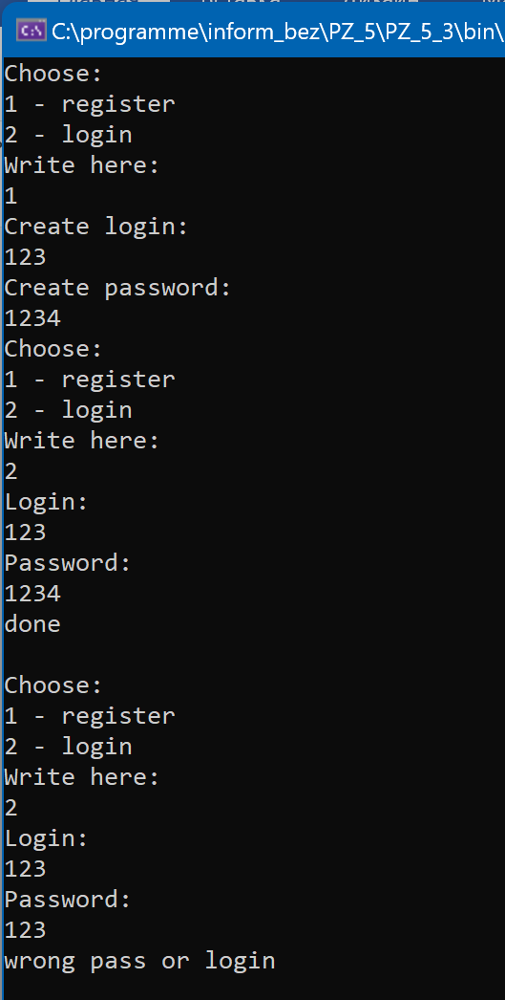 C:\programme\inform_bez\PZ_5\PZ_5_3\bin\
Choose:
1 - register
2 - login
Write here:
1
Create login:
123
Create password:
1234
Choose:
1 - register
2 - login
Write here:
2
Login:
123
Password:
1234
done
Choose:
1 - register
2 - login
Write here:
2
Login:
123
Password:
123
wrong pass or login